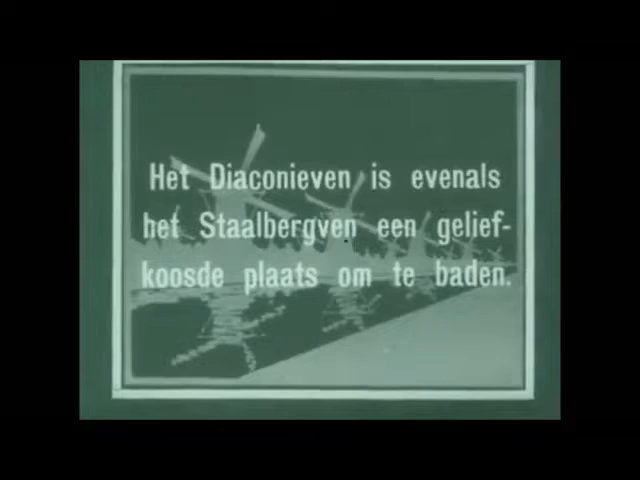 Het Diaconieven is evenals
het Staalbergven een gelief-
koosde plaats om te baden.